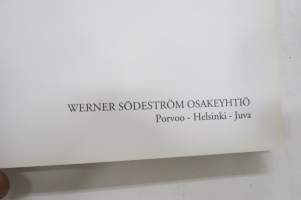 WERNER SÖDESTRÖM OSAKEYHTIÖ
Porvoo - Helsinki - Juva